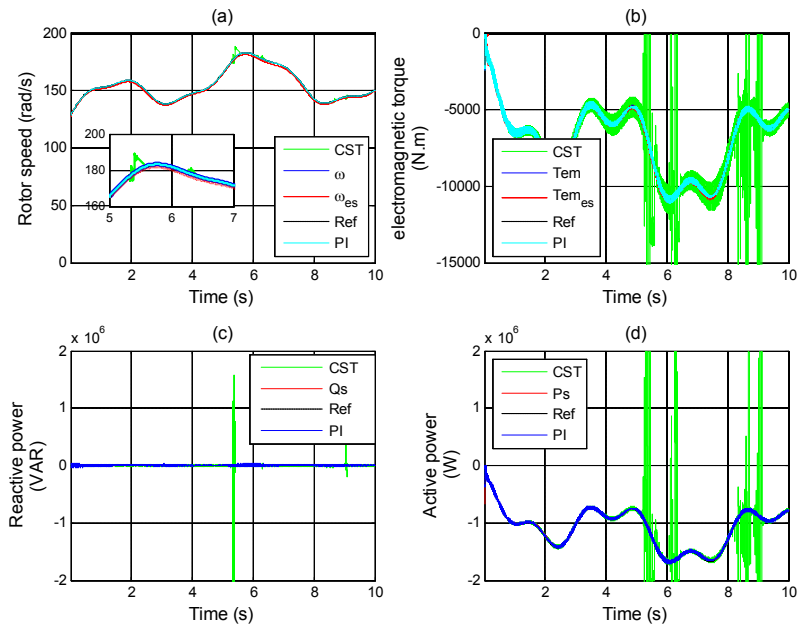 (a)
200
150
100
50
0
Rotor speed (rad/s)
200
180
160
5
6
7
CST
ω
ω_es
Ref
PI
0
2
4
6
8
10
Time (s)
(b)
0
-5000
-10000
-15000
electromagnetic torque
(N.m)
CST
Tem
Tem_es
Ref
PI
2
4
6
8
10
Time (s)
(c)
x 10^6
2
1
0
-1
-2
Reactive power
(VAR)
CST
Qs
Ref
PI
0
2
4
6
8
10
Time (s)
(d)
x 10^6
2
1
0
-1
-2
Active power
(W)
CST
Ps
Ref
PI
2
4
6
8
10
Time (s)